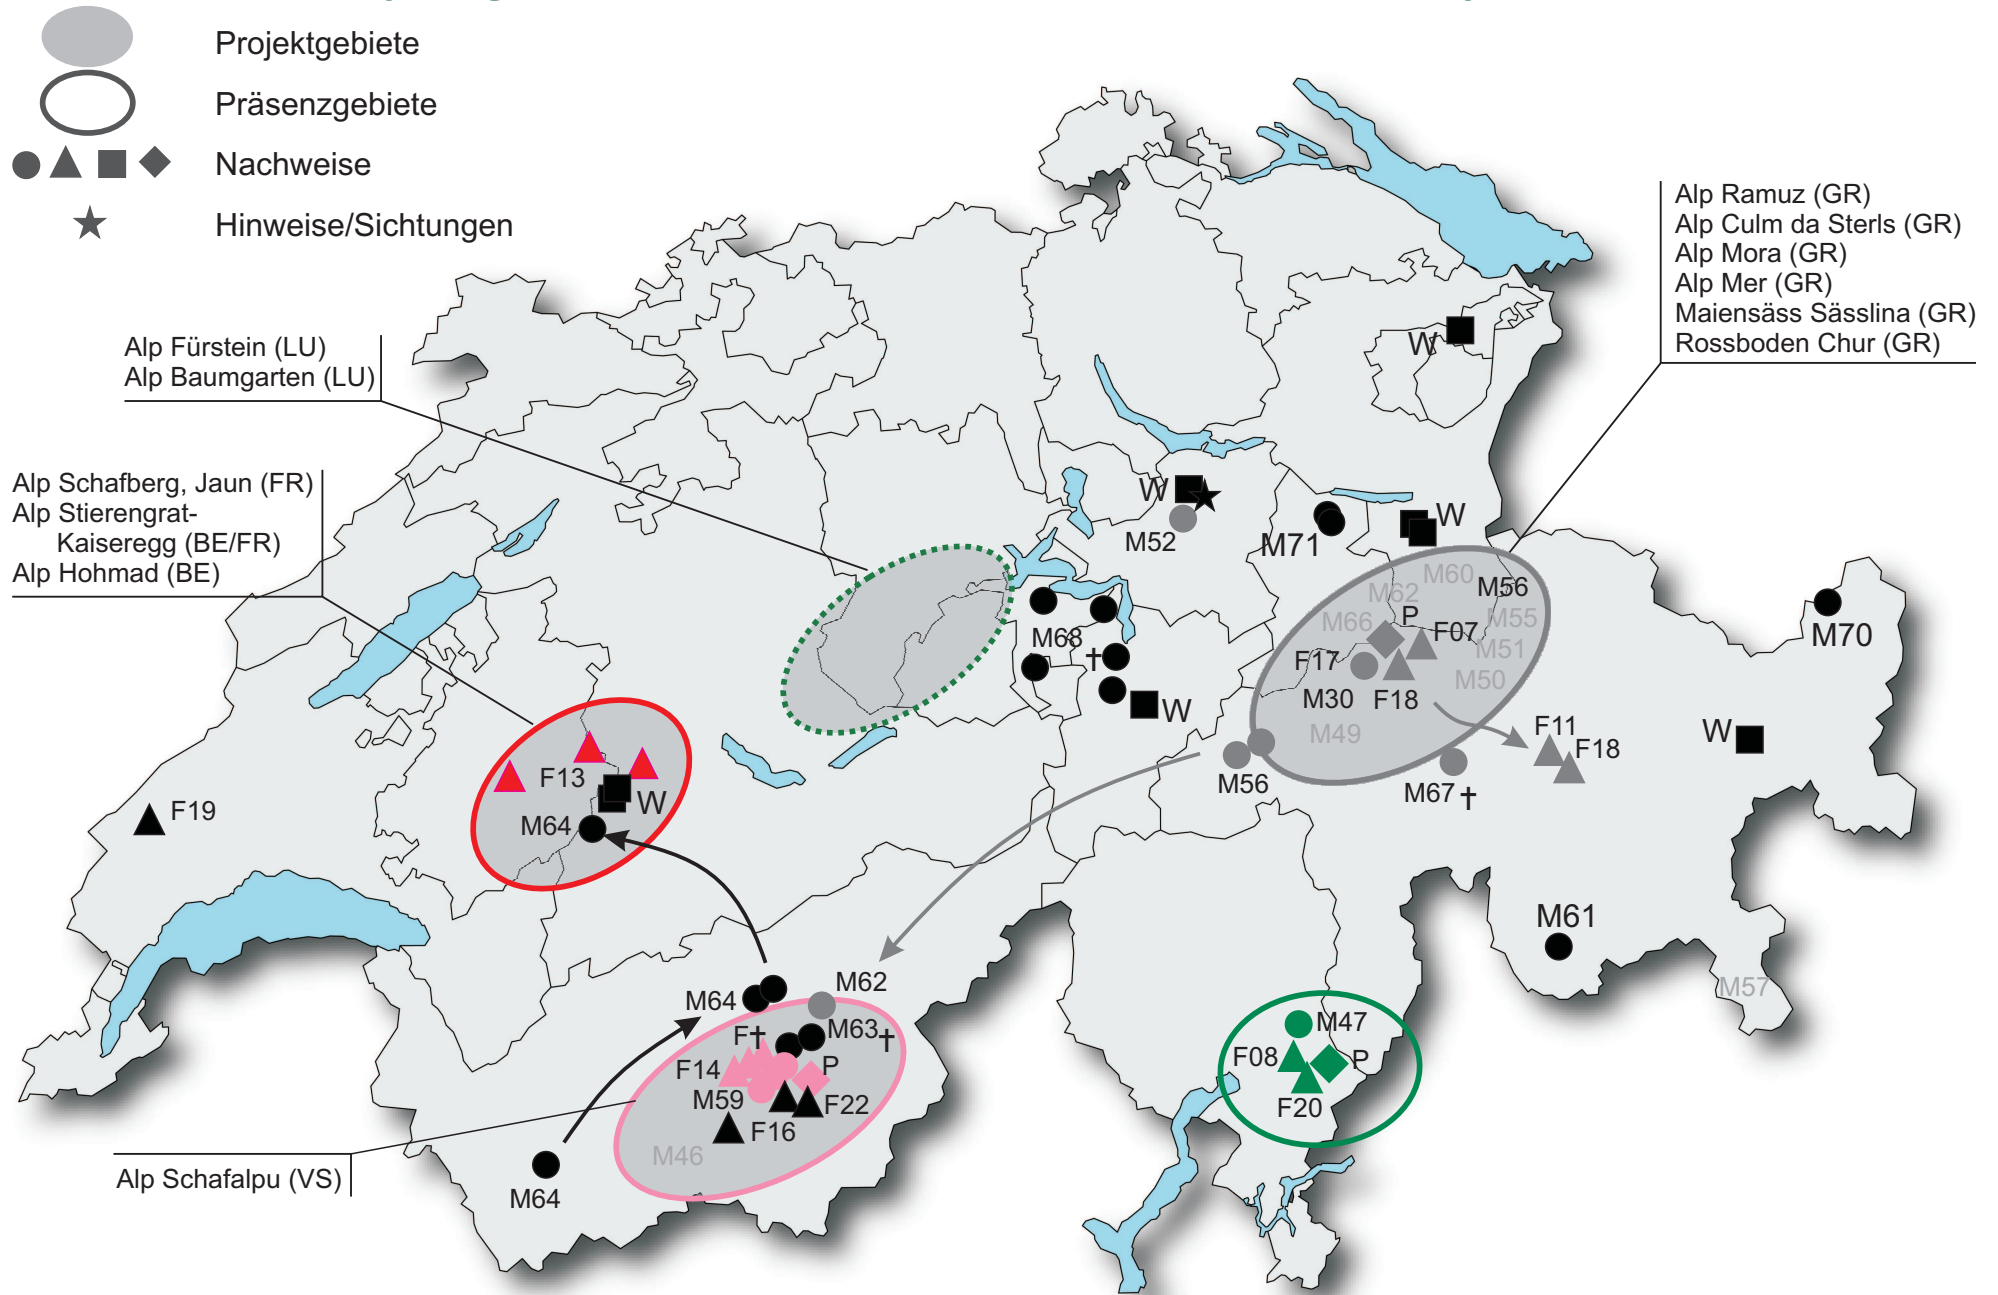 Projektgebiete
Präsenzgebiete
Nachweise
Hinweise/Sichtungen
Alp Ramuz (GR)
Alp Culm da Sterls (GR)
Alp Mora (GR)
Alp Mer (GR)
Maiensäss Sässlina (GR)
Rossboden Chur (GR)
Alp Fürstein (LU)
Alp Baumgarten (LU)
Alp Schafberg, Jaun (FR)
Alp Stierengrat-
Kaiseregg (BE/FR)
Alp Hohmad (BE)
W
W
M52
M71
W
M60
M62
M56
M66
P
M55
F07
M51
F17
M50
M30
F18
M49
M68
†
W
M70
F11
F18
W
M56
M67 †
F13
W
M64
F19
M61
M57
M64
M62
F†
M63 †
F14
P
M59
F22
F16
M46
M64
Alp Schafalpu (VS)
M47
F08
P
F20